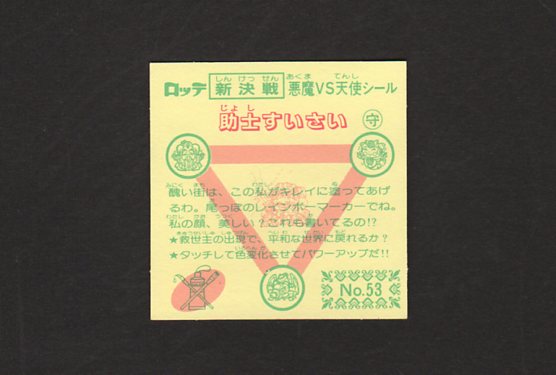 ロッテ 新決戦 悪魔VS天使シール
助士すいさい 守
醜い街は、この私がキレイに塗ってあげ
るわ。尾っぽのレインボーマーカーでね。
私の顔、美しい?これも書いてるの!?
★救世主の出現で、平和な世界に戻れるか?
★タッチして色変化させてパワーアップだ!!
No.53